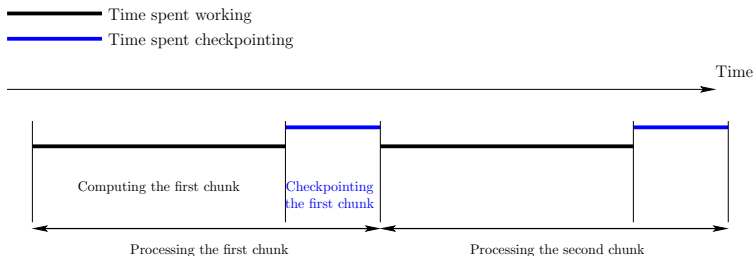 Time spent working
Time spent checkpointing
Time
Computing the first chunk
Checkpointing
the first chunk
Processing the first chunk
Processing the second chunk